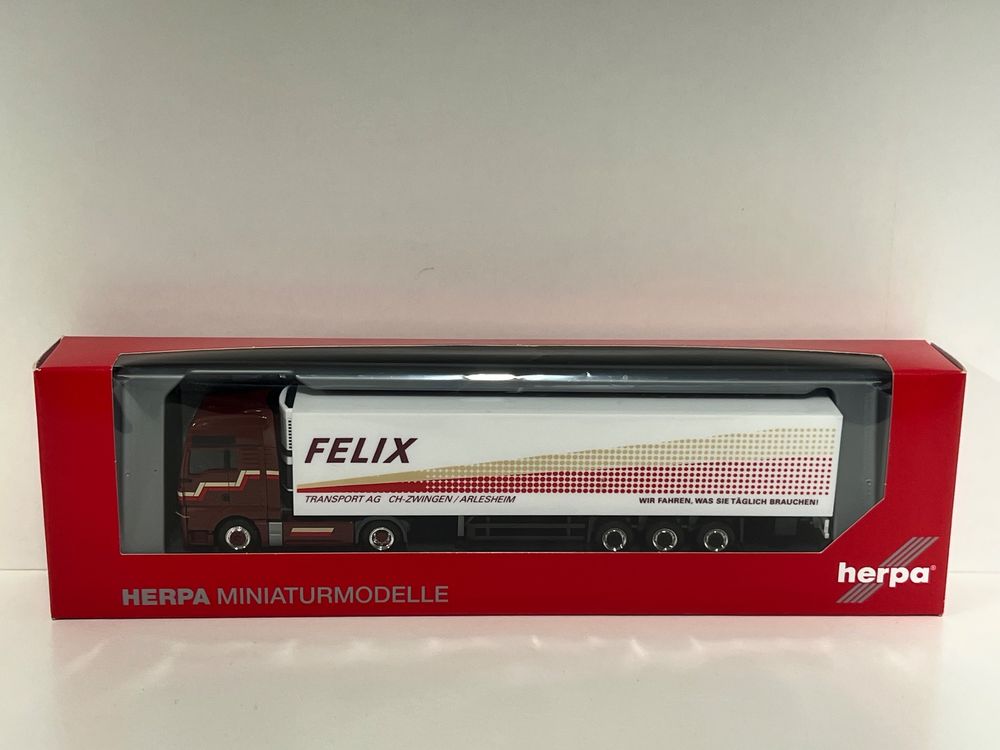 FELIX
TRANSPORT AG CH-ZWINGEN / ARLESHEIM
WIR FAHREN, WAS SIE TÄGLICH BRAUCHEN!
herpa®
HERPA MINIATURMODELLE